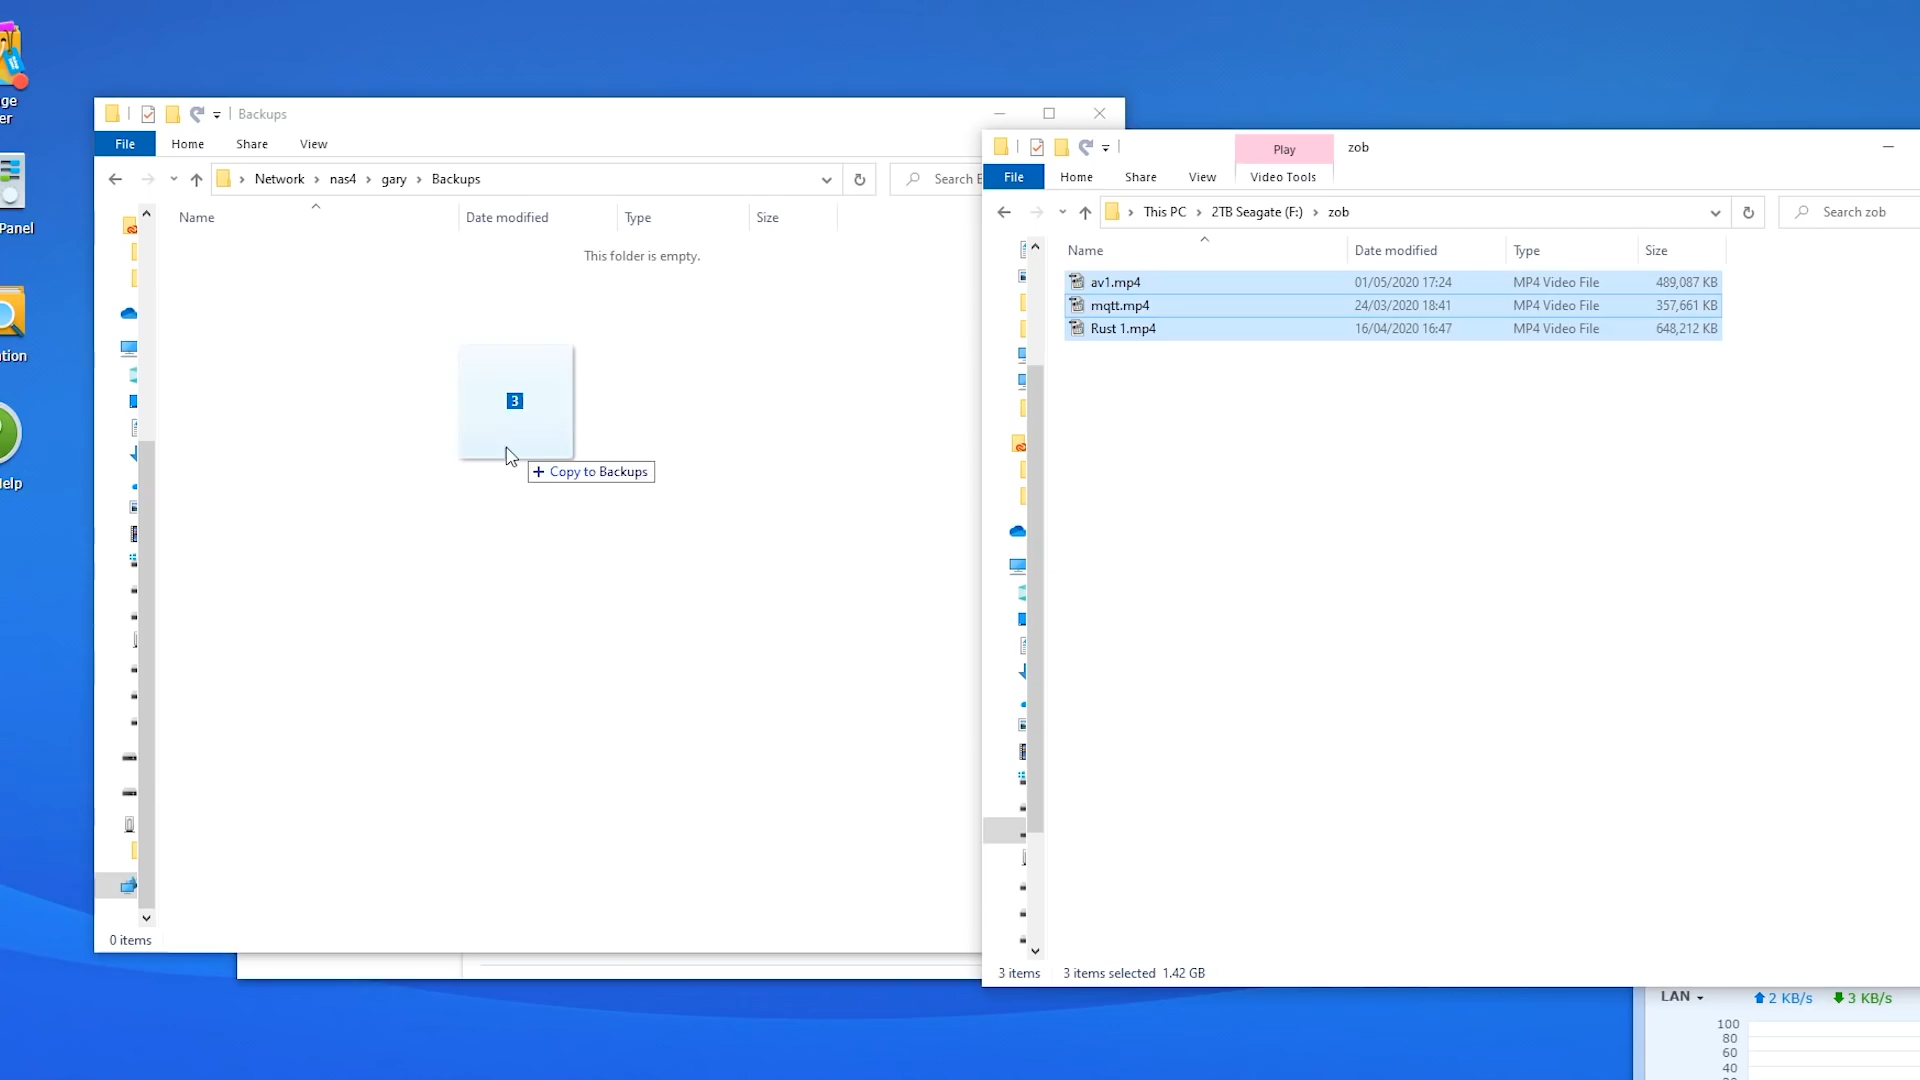 ge
er
Panel
tion
elp
Backups
File Home Share View
Network nas4 gary Backups
Search
Name Date modified Type Size
This folder is empty.
3
Copy to Backups
0 items
Play zob
File Home Share View Video Tools
This PC 2TB Seagate (F:) zob
Search zob
Name Date modified Type Size
av1.mp4 01/05/2020 17:24 MP4 Video File 489,087 KB
mqtt.mp4 24/03/2020 18:41 MP4 Video File 357,661 KB
Rust 1.mp4 16/04/2020 16:47 MP4 Video File 648,212 KB
3 items 3 items selected 1.42 GB
LAN 2 KB/s 3 KB/s
100
80
60
40